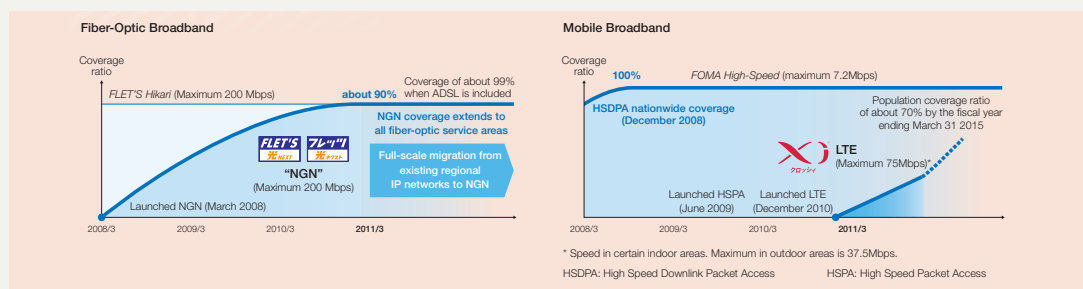 Fiber-Optic Broadband
Coverage
ratio
FLET'S Hikari (Maximum 200 Mbps)
about 90%
Coverage of about 99%
when ADSL is included
NGN coverage extends to
all fiber-optic service areas
FLET'S
光NEXT
フレッツ
光ネクスト
"NGN"
(Maximum 200 Mbps)
Full-scale migration from
existing regional
IP networks to NGN
Launched NGN (March 2008)
2008/3
2009/3
2010/3
2011/3
Mobile Broadband
Coverage
ratio
100%
FOMA High-Speed (maximum 7.2Mbps)
HSDPA nationwide coverage
(December 2008)
Population coverage ratio
of about 70% by the fiscal year
ending March 31 2015
Xi
クロッシィ
LTE
(Maximum 75Mbps)*
Launched HSPA
(June 2009)
Launched LTE
(December 2010)
2008/3
2009/3
2010/3
2011/3
* Speed in certain indoor areas. Maximum in outdoor areas is 37.5Mbps.
HSDPA: High Speed Downlink Packet Access
HSPA: High Speed Packet Access